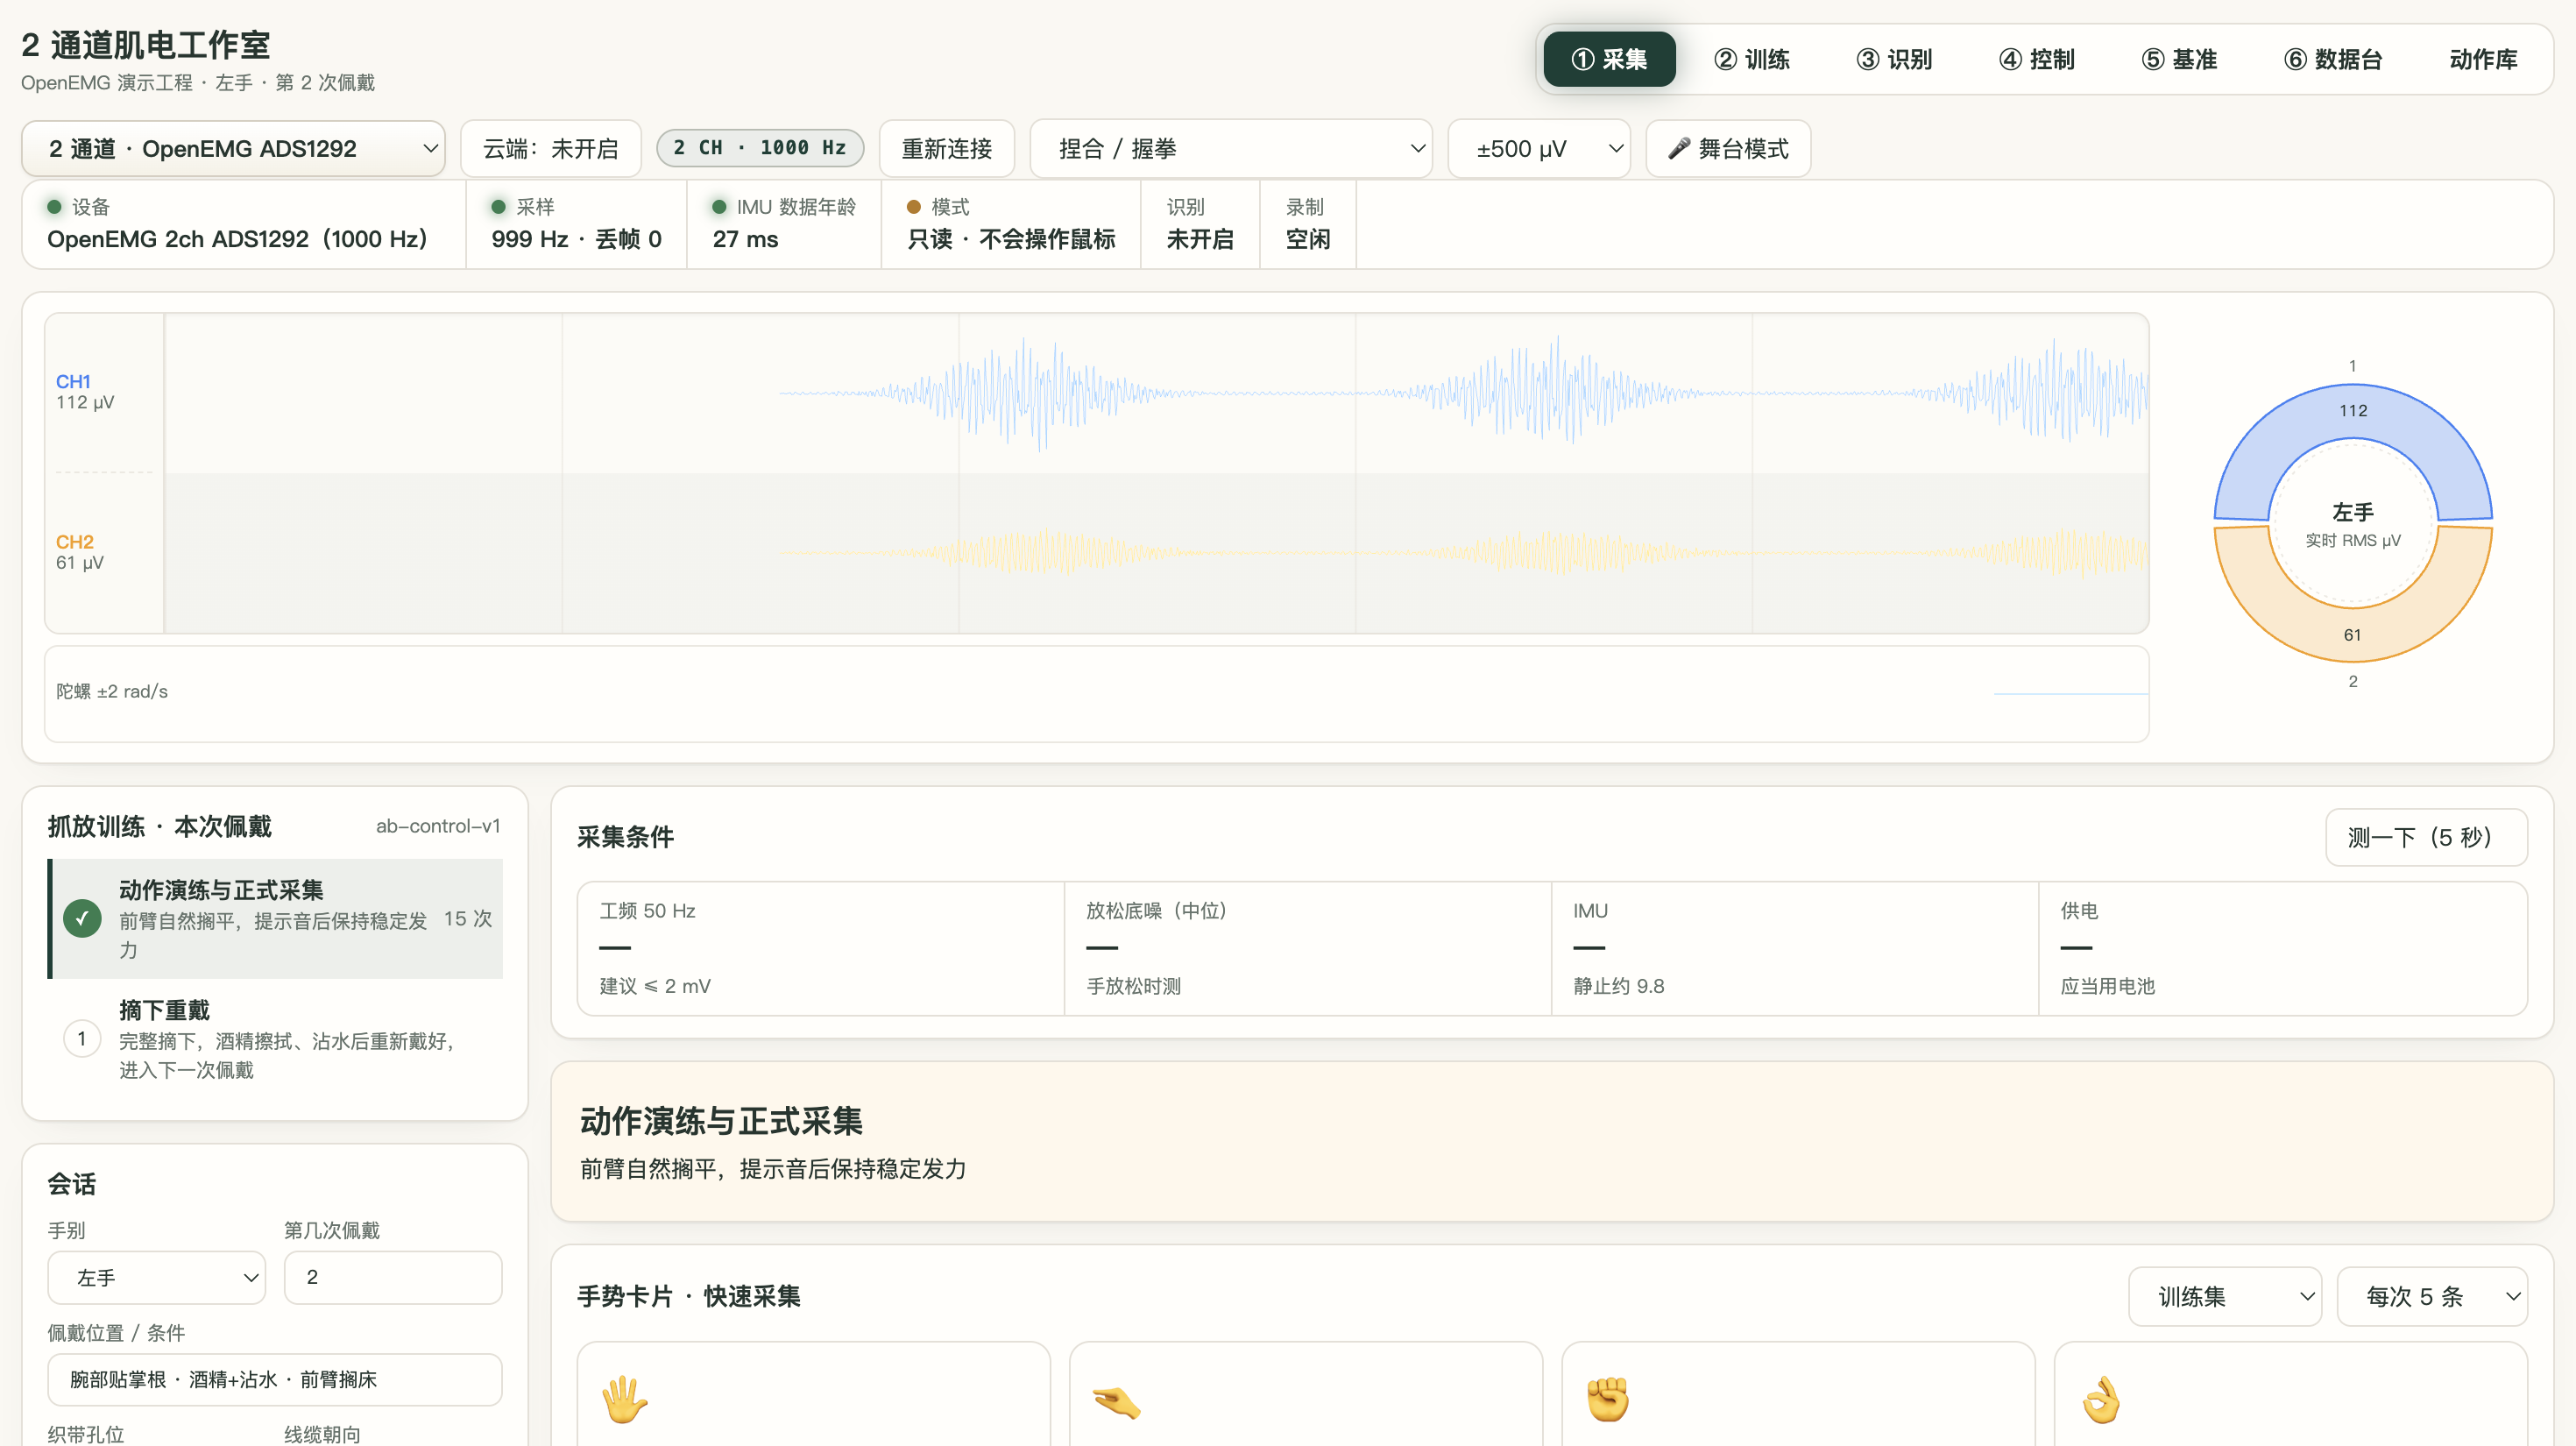 2 通道肌电工作室
OpenEMG 演示工程 · 左手 · 第 2 次佩戴
① 采集
② 训练
③ 识别
④ 控制
⑤ 基准
⑥ 数据台
动作库
2 通道 · OpenEMG ADS1292
云端：未开启
2 CH · 1000 Hz
重新连接
捏合 / 握拳
±500 µV
舞台模式
设备
OpenEMG 2ch ADS1292（1000 Hz）
采样
999 Hz · 丢帧 0
IMU 数据年龄
27 ms
模式
只读 · 不会操作鼠标
识别
未开启
录制
空闲
CH1
112 µV
CH2
61 µV
陀螺 ±2 rad/s
1
112
左手
实时 RMS µV
61
2
抓放训练 · 本次佩戴
ab-control-v1
动作演练与正式采集
前臂自然搁平，提示音后保持稳定发
力
15 次
1
摘下重戴
完整摘下，酒精擦拭、沾水后重新戴好，
进入下一次佩戴
会话
手别
第几次佩戴
左手
2
佩戴位置 / 条件
腕部贴掌根 · 酒精+沾水 · 前臂搁床
织带孔位
线缆朝向
采集条件
测一下（5 秒）
工频 50 Hz
—
建议 ≤ 2 mV
放松底噪（中位）
—
手放松时测
IMU
—
静止约 9.8
供电
—
应当用电池
动作演练与正式采集
前臂自然搁平，提示音后保持稳定发力
手势卡片 · 快速采集
训练集
每次 5 条